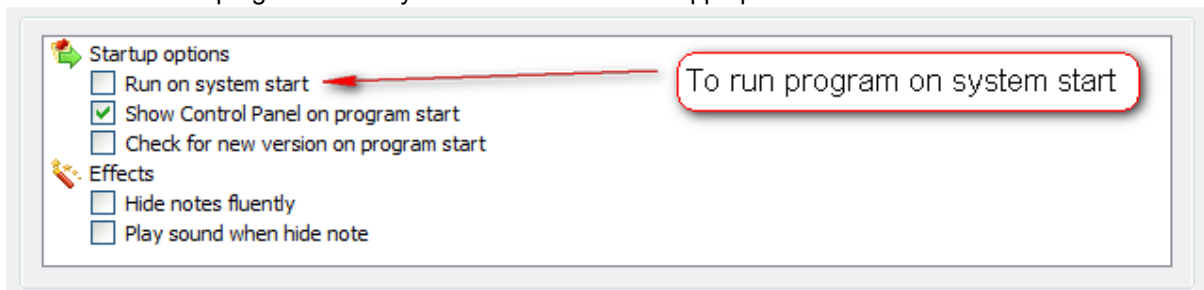 Startup options
Run on system start
To run program on system start
Show Control Panel on program start
Check for new version on program start
Effects
Hide notes fluently
Play sound when hide note